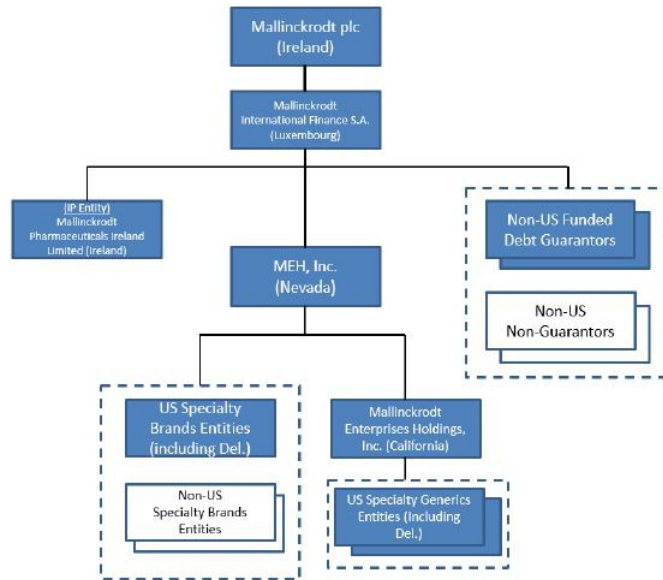 Mallinckrodt plc
(Ireland)
Mallinckrodt
International Finance S.A.
(Luxembourg)
(IP Entity)
Mallinckrodt
Pharmaceuticals Ireland
Limited (Ireland)
Non-US Funded
Debt Guarantors
MEH, Inc.
(Nevada)
Non-US
Non-Guarantors
US Specialty
Brands Entities
(including Del.)
Mallinckrodt
Enterprises Holdings,
Inc. (California)
Non-US
Specialty Brands
Entities
US Specialty Generics
Entities (Including
Del.)